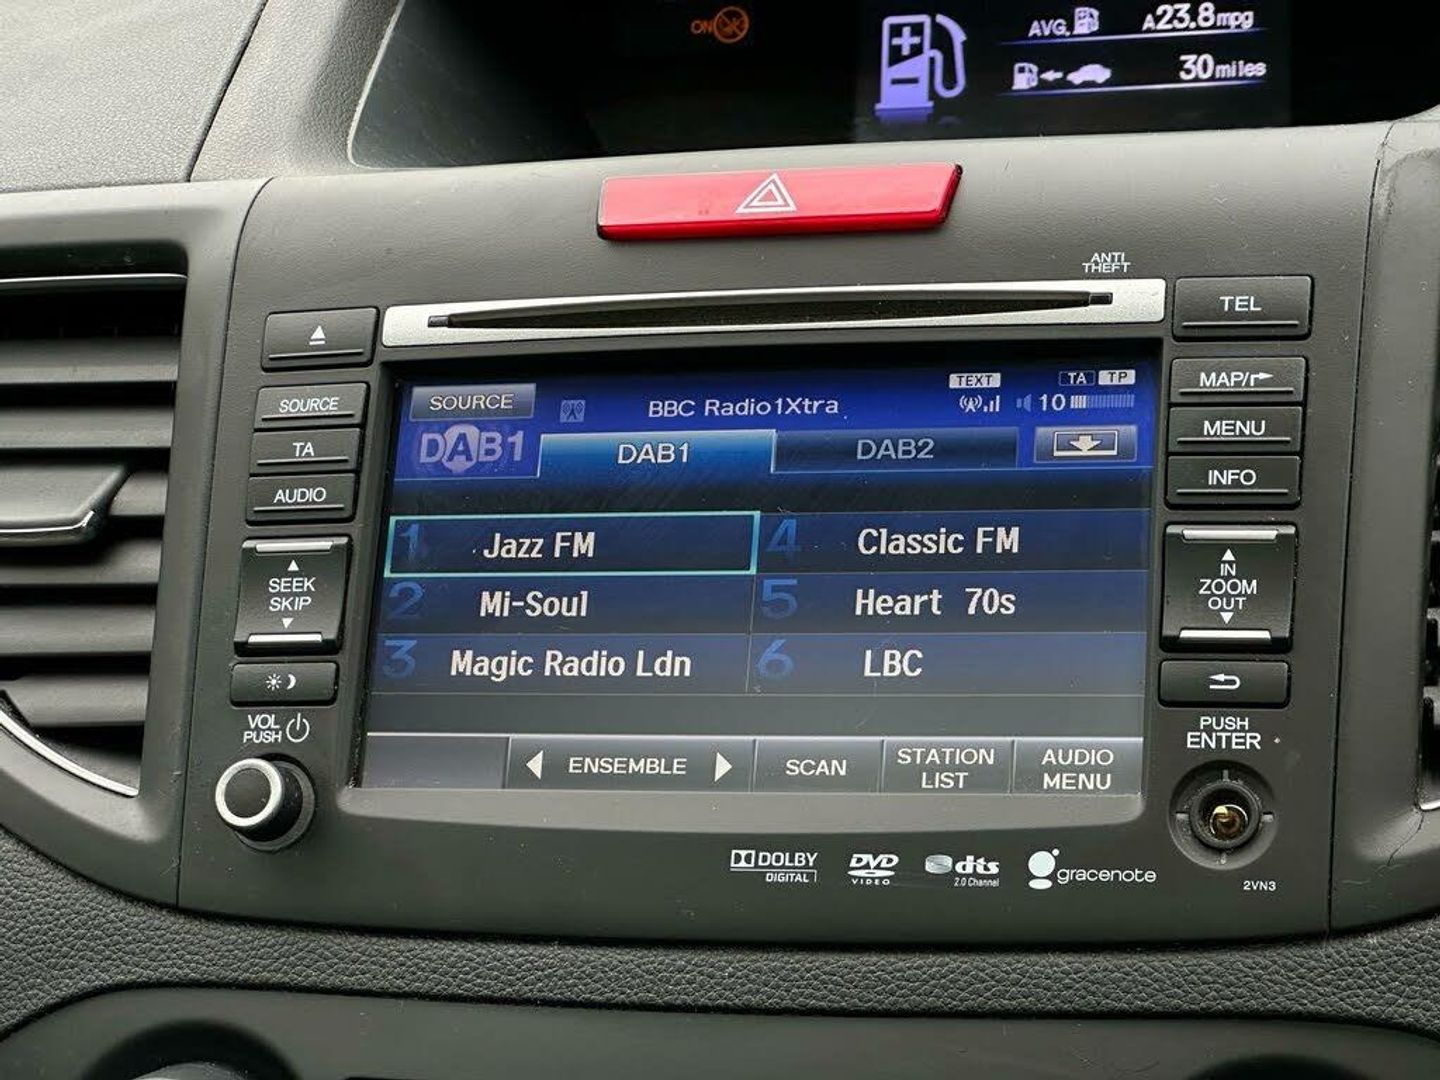 ON
AVG. A23.8mpg
30miles
ANTI
THEFT
TEL
SOURCE
TA
AUDIO
SEEK
SKIP
VOL
PUSH
MAP/
MENU
INFO
IN
ZOOM
OUT
PUSH
ENTER
2VN3
SOURCE
BBC Radio1Xtra
TEXT
TA TP
10
DAB1
DAB1
DAB2
1 Jazz FM
2 Mi-Soul
3 Magic Radio Ldn
4 Classic FM
5 Heart 70s
6 LBC
ENSEMBLE
SCAN
STATION
LIST
AUDIO
MENU
DOLBY
DIGITAL
DVD
VIDEO
dts
2.0 Channel
gracenote